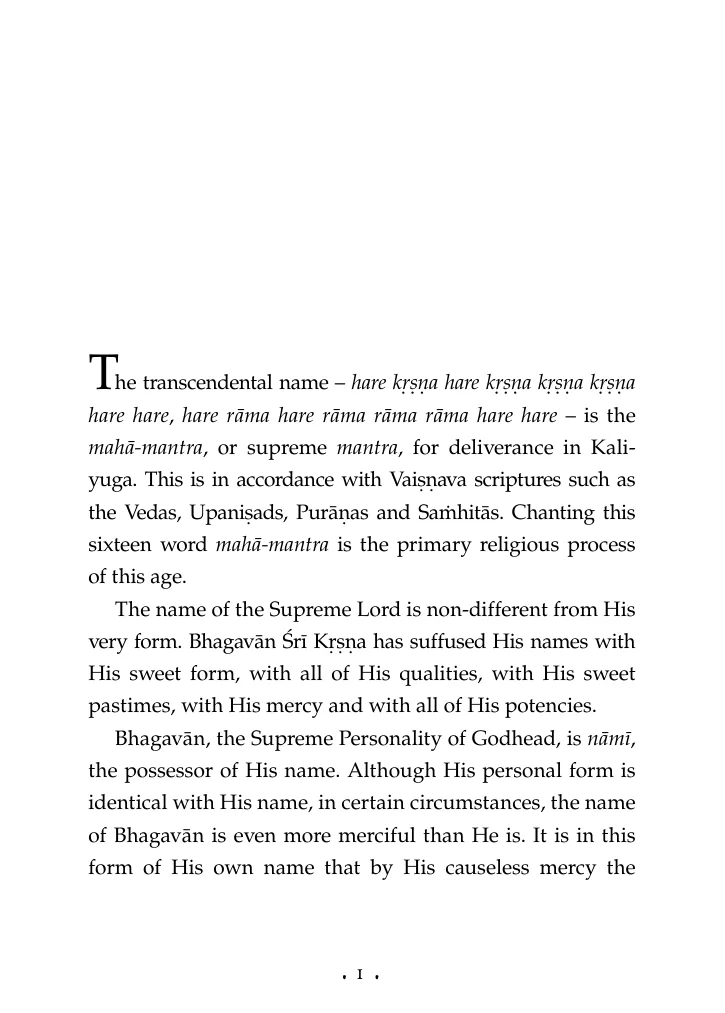 The transcendental name – hare kṛṣṇa hare kṛṣṇa kṛṣṇa kṛṣṇa
hare hare, hare rāma hare rāma rāma rāma hare hare – is the
mahā-mantra, or supreme mantra, for deliverance in Kali-
yuga. This is in accordance with Vaiṣṇava scriptures such as
the Vedas, Upaniṣads, Purāṇas and Saṁhitās. Chanting this
sixteen word mahā-mantra is the primary religious process
of this age.
The name of the Supreme Lord is non-different from His
very form. Bhagavān Śrī Kṛṣṇa has suffused His names with
His sweet form, with all of His qualities, with His sweet
pastimes, with His mercy and with all of His potencies.
Bhagavān, the Supreme Personality of Godhead, is nāmī,
the possessor of His name. Although His personal form is
identical with His name, in certain circumstances, the name
of Bhagavān is even more merciful than He is. It is in this
form of His own name that by His causeless mercy the
• 1 •